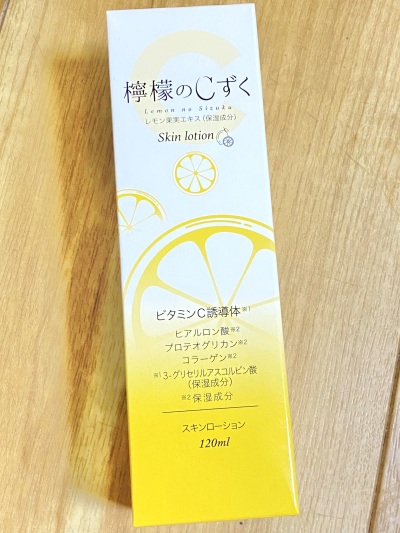 檸檬のCずく
Lemon no Sizuku
レモン果実エキス(保湿成分)
Skin lotion
ビタミンC誘導体※1
ヒアルロン酸※2
プロテオグリカン※2
コラーゲン※2
※1 3-グリセリルアスコルビン酸
(保湿成分)
※2 保湿成分
スキンローション
120ml